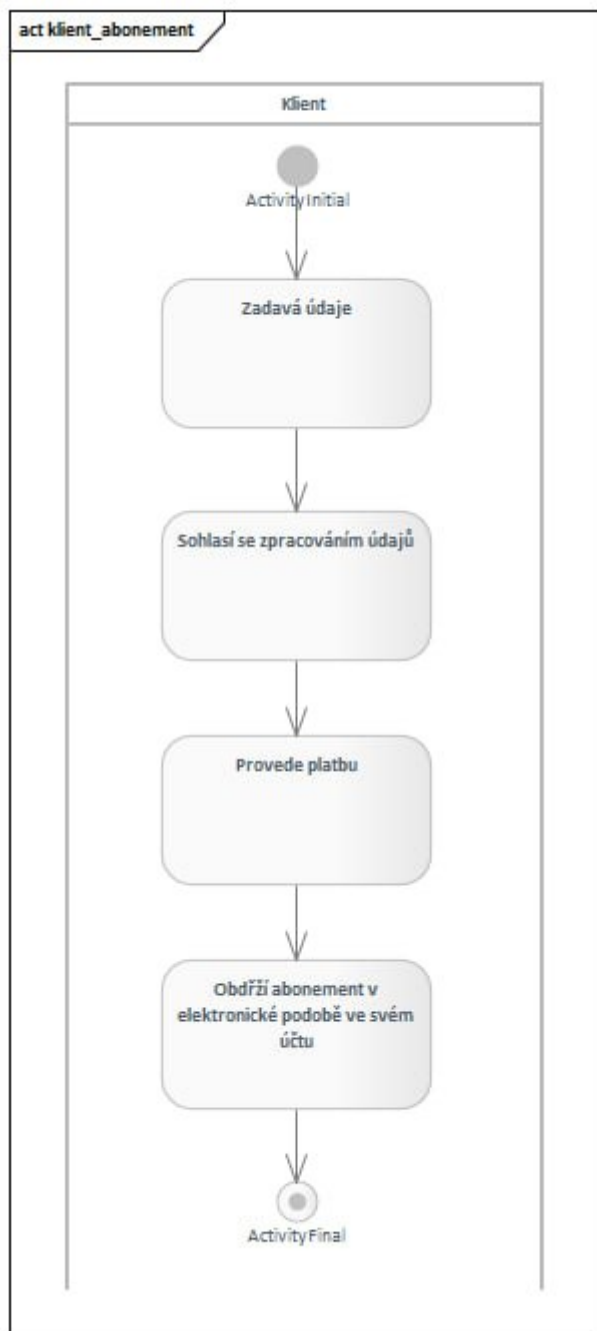 act klient_abonement
Klient
ActivityInitial
Zadavá údaje
Sohlasí se zpracováním údajů
Provede platbu
Obdřží abonement v
elektronické podobě ve svém
účtu
ActivityFinal